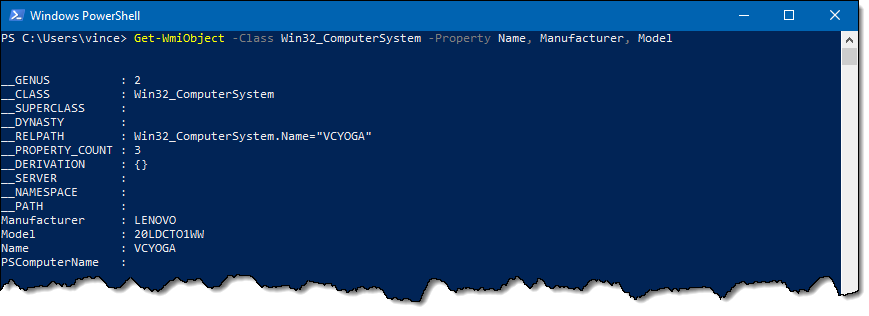 Windows PowerShell
PS C:\Users\vince> Get-WmiObject -Class Win32_ComputerSystem -Property Name, Manufacturer, Model
__GENUS          : 2
__CLASS          : Win32_ComputerSystem
__SUPERCLASS     :
__DYNASTY        :
__RELPATH        : Win32_ComputerSystem.Name="VCYOGA"
__PROPERTY_COUNT : 3
__DERIVATION     : {}
__SERVER         :
__NAMESPACE      :
__PATH           :
Manufacturer     : LENOVO
Model            : 20LDCTO1WW
Name             : VCYOGA
PSComputerName   :